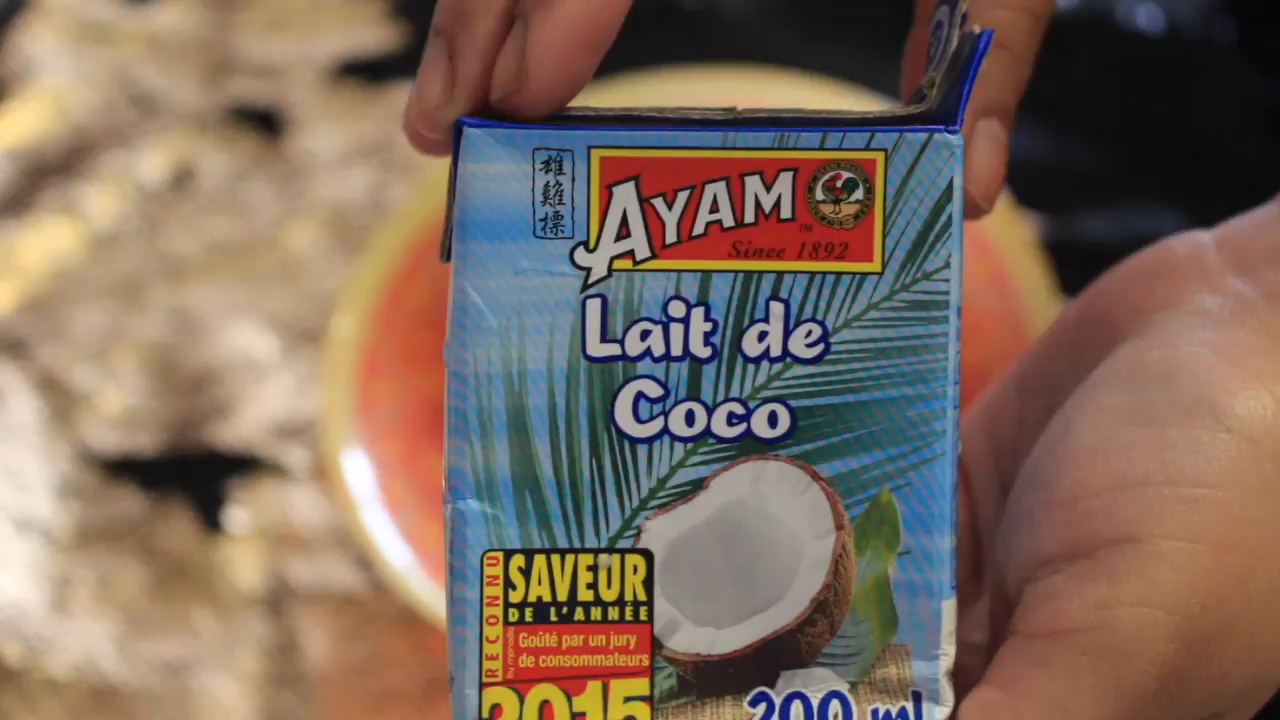 雄雞標
AYAM
TM
Since 1892
Lait de
Coco
RECONNU
SAVEUR
DE L'ANNÉE
Goûté par un jury
de consommateurs
2015
200 ml